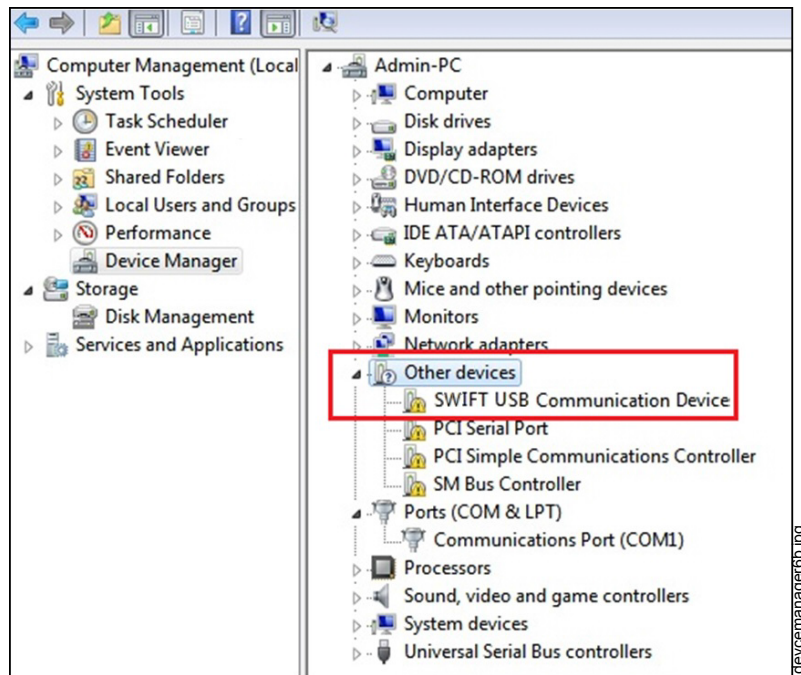 Computer Management (Local
System Tools
Task Scheduler
Event Viewer
Shared Folders
Local Users and Groups
Performance
Device Manager
Storage
Disk Management
Services and Applications
Admin-PC
Computer
Disk drives
Display adapters
DVD/CD-ROM drives
Human Interface Devices
IDE ATA/ATAPI controllers
Keyboards
Mice and other pointing devices
Monitors
Network adapters
Other devices
SWIFT USB Communication Device
PCI Serial Port
PCI Simple Communications Controller
SM Bus Controller
Ports (COM & LPT)
Communications Port (COM1)
Processors
Sound, video and game controllers
System devices
Universal Serial Bus controllers
devcemanager6b.jpg